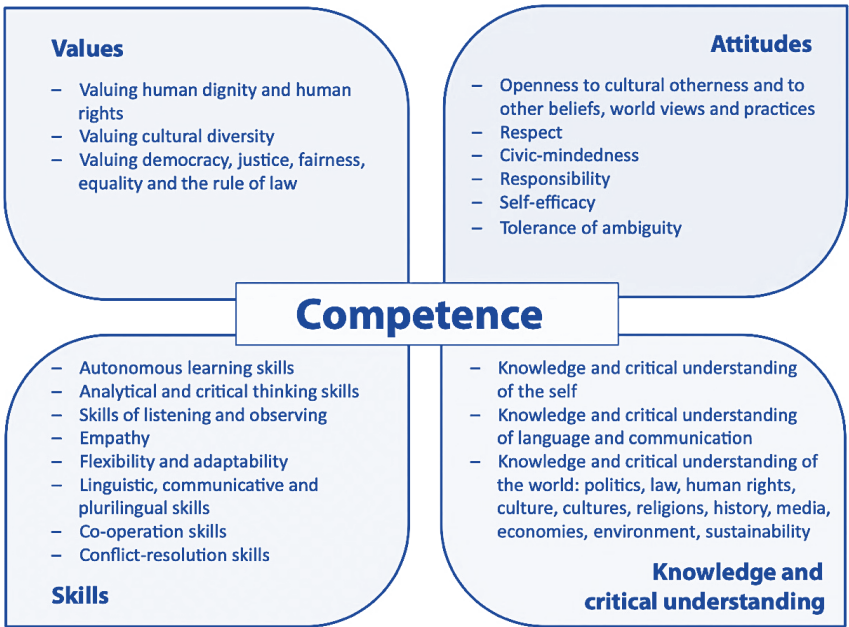 Values
– Valuing human dignity and human
rights
– Valuing cultural diversity
– Valuing democracy, justice, fairness,
equality and the rule of law
Attitudes
– Openness to cultural otherness and to
other beliefs, world views and practices
– Respect
– Civic-mindedness
– Responsibility
– Self-efficacy
– Tolerance of ambiguity
Competence
– Autonomous learning skills
– Analytical and critical thinking skills
– Skills of listening and observing
– Empathy
– Flexibility and adaptability
– Linguistic, communicative and
plurilingual skills
– Co-operation skills
– Conflict-resolution skills
Skills
– Knowledge and critical understanding
of the self
– Knowledge and critical understanding
of language and communication
– Knowledge and critical understanding of
the world: politics, law, human rights,
culture, cultures, religions, history, media,
economies, environment, sustainability
Knowledge and
critical understanding